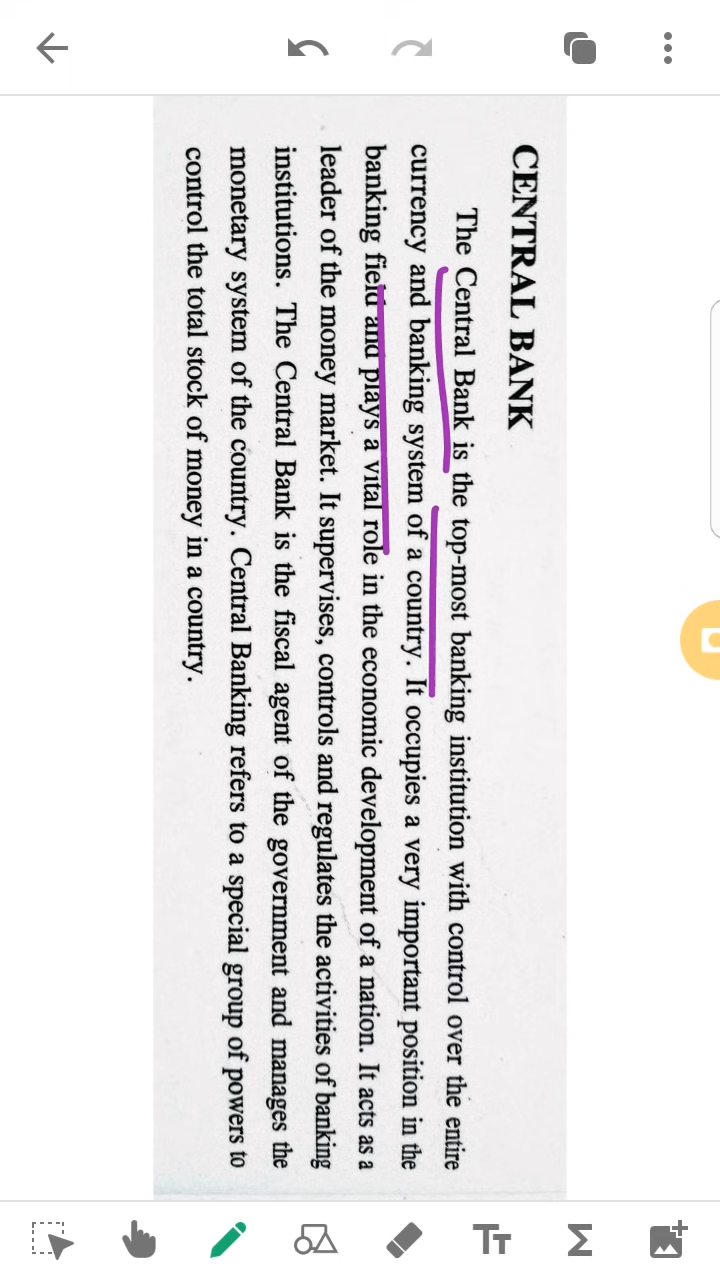 CENTRAL BANK
The Central Bank is the top-most banking institution with control over the entire
currency and banking system of a country. It occupies a very important position in the
banking field and plays a vital role in the economic development of a nation. It acts as a
leader of the money market. It supervises, controls and regulates the activities of banking
institutions. The Central Bank is the fiscal agent of the government and manages the
monetary system of the country. Central Banking refers to a special group of powers to
control the total stock of money in a country.
Tт
Σ